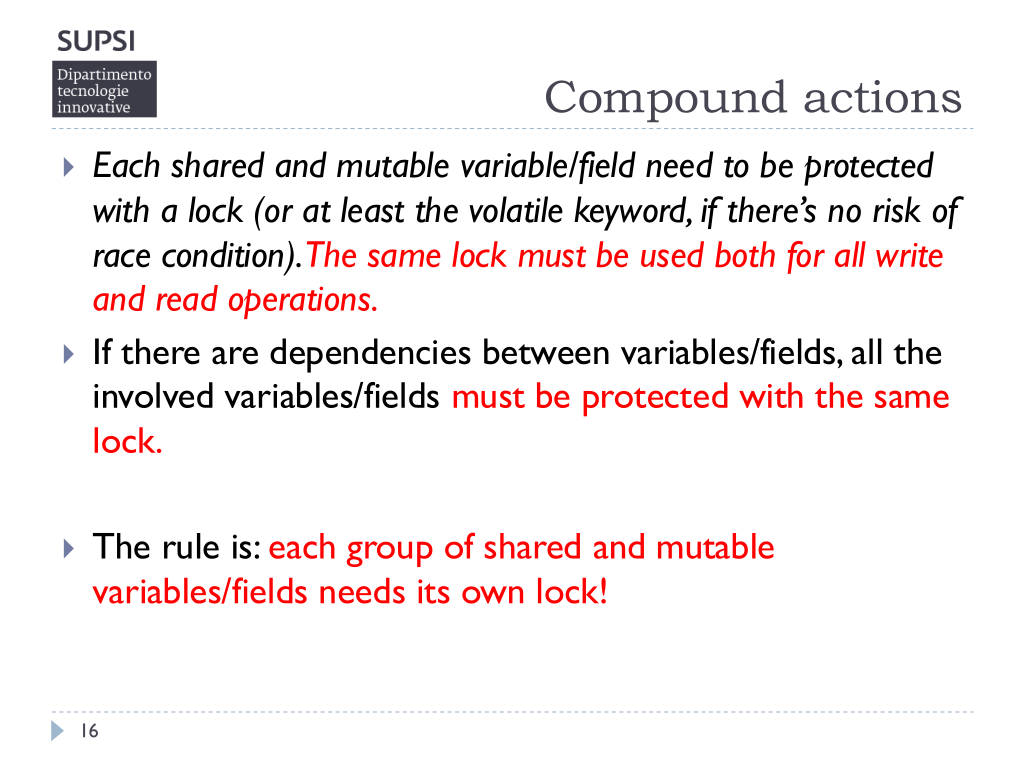 SUPSI
Dipartimento
tecnologie
innovative
Compound actions
Each shared and mutable variable/field need to be protected
with a lock (or at least the volatile keyword, if there’s no risk of
race condition). The same lock must be used both for all write
and read operations.
If there are dependencies between variables/fields, all the
involved variables/fields must be protected with the same
lock.
The rule is: each group of shared and mutable
variables/fields needs its own lock!
16